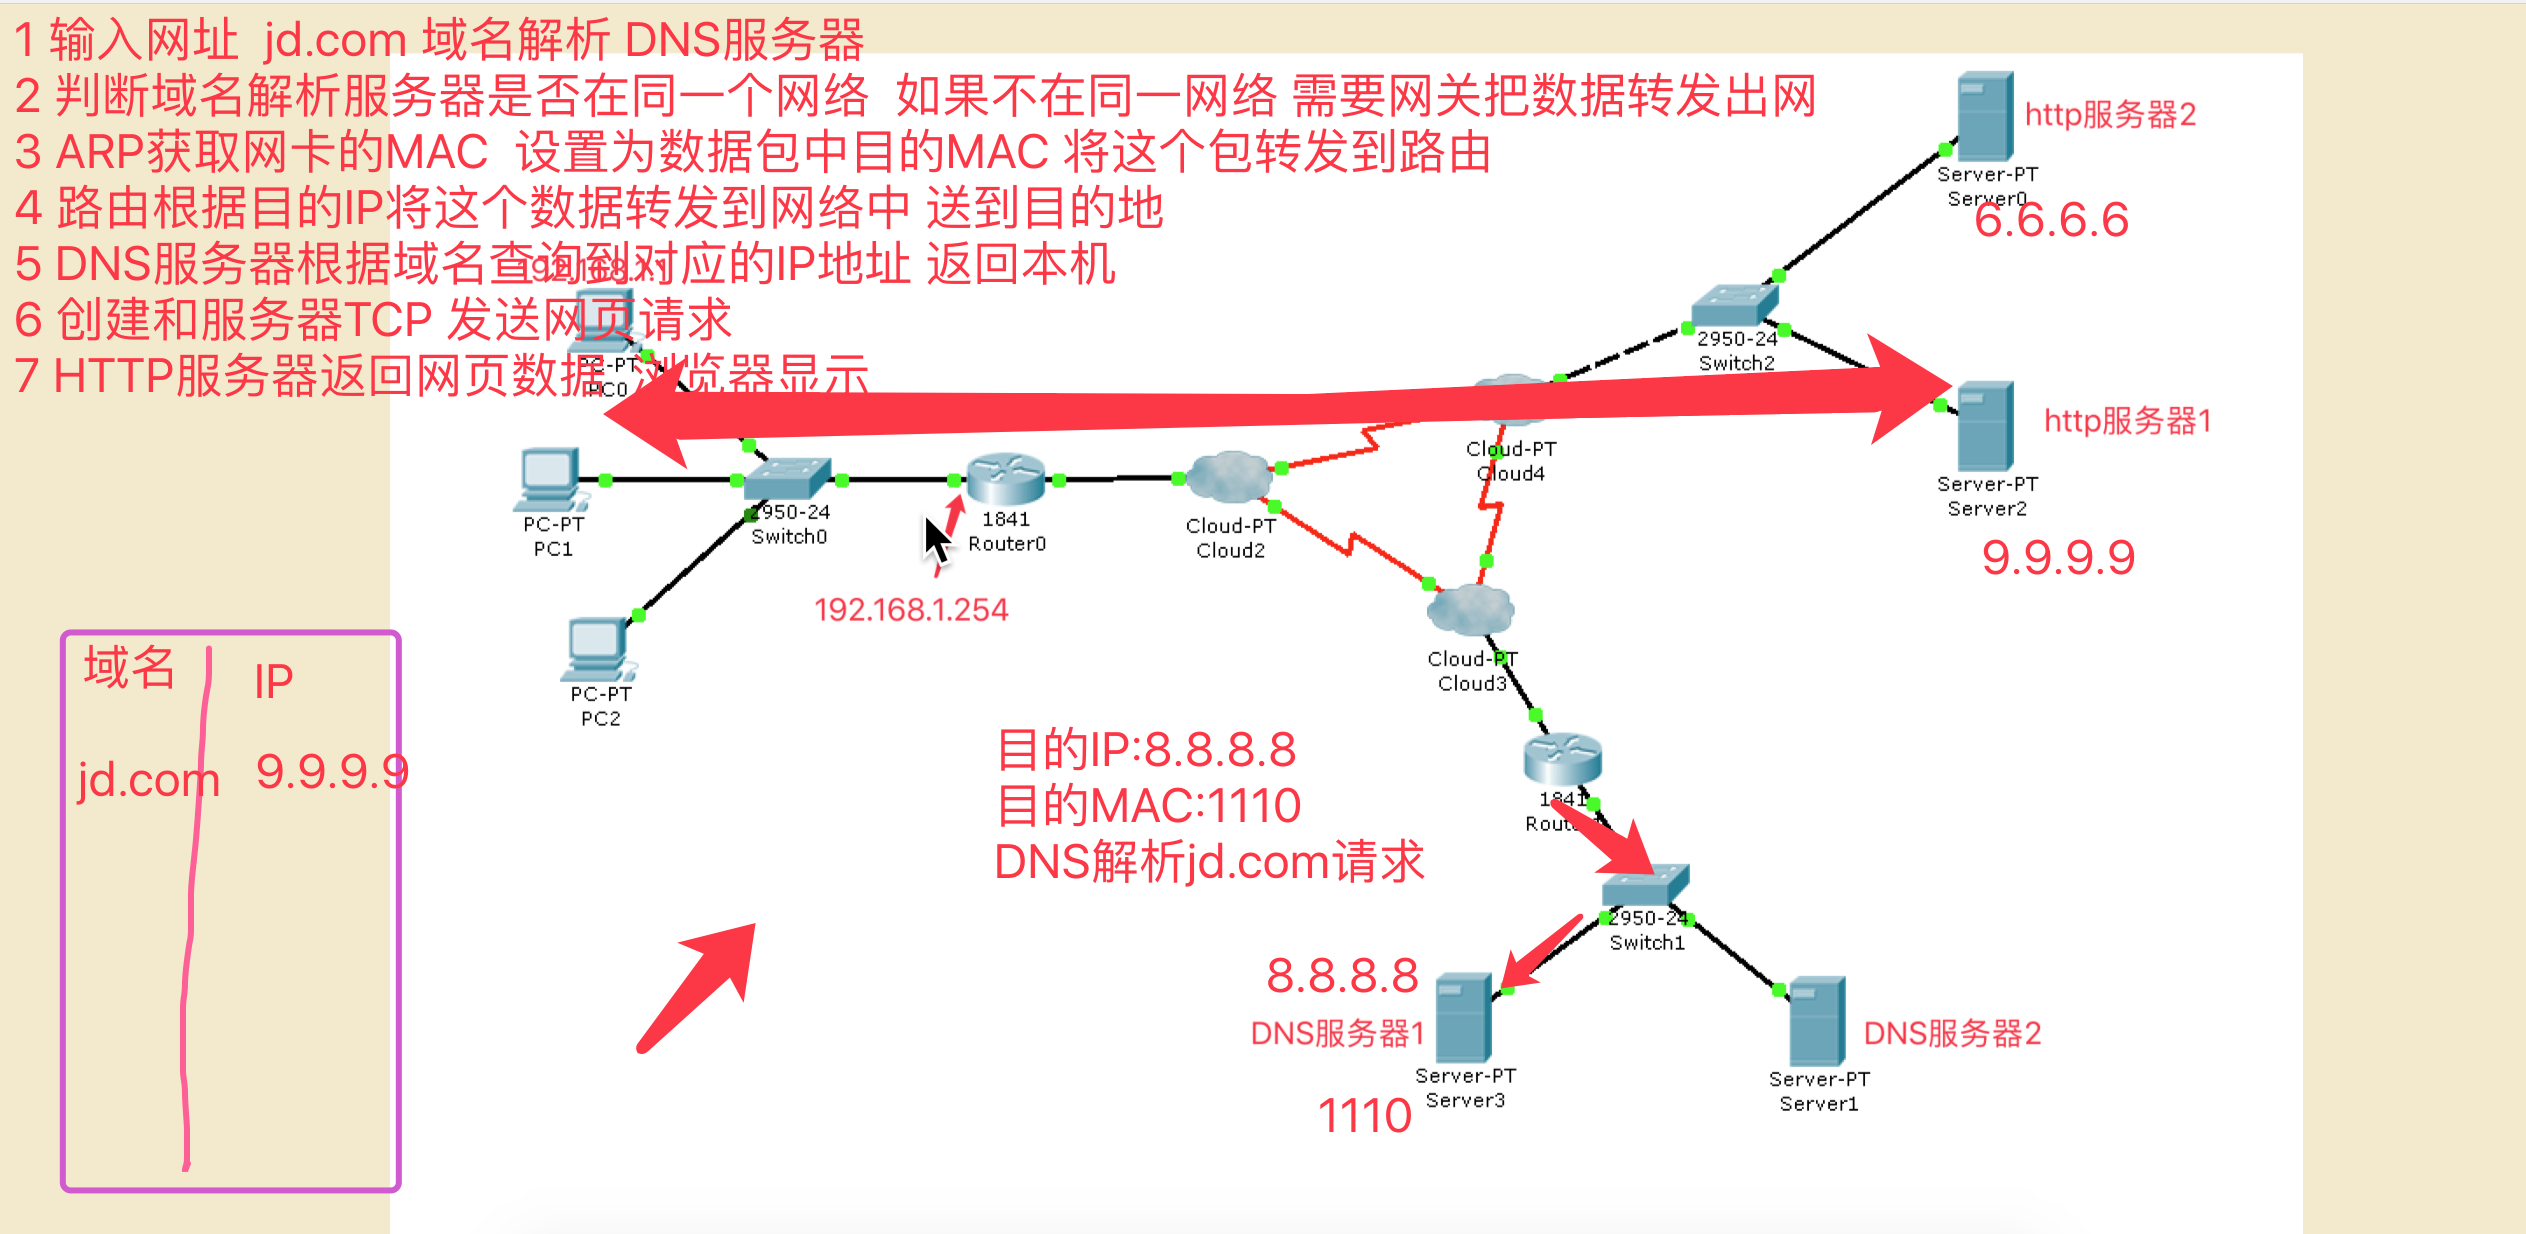 1 输入网址 jd.com 域名解析 DNS服务器
2 判断域名解析服务器是否在同一个网络 如果不在同一网络 需要网关把数据转发出网
3 ARP获取网卡的MAC 设置为数据包中目的MAC 将这个包转发到路由
4 路由根据目的IP将这个数据转发到网络中 送到目的地
5 DNS服务器根据域名查询到对应的IP地址 返回本机
6 创建和服务器TCP 发送网页请求
7 HTTP服务器返回网页数据 浏览器显示
http服务器2
Server-PT
Server0
6.6.6.6
192.168.1.1
PC-PT
PC0
2950-24
Switch2
http服务器1
Server-PT
Server2
9.9.9.9
Cloud-PT
Cloud4
PC-PT
PC1
2950-24
Switch0
1841
Router0
Cloud-PT
Cloud2
192.168.1.254
PC-PT
PC2
Cloud-PT
Cloud3
域名 IP
jd.com 9.9.9.9
目的IP:8.8.8.8
目的MAC:1110
DNS解析jd.com请求
1841
2950-24
Switch1
8.8.8.8
DNS服务器1
Server-PT
Server3
1110
DNS服务器2
Server-PT
Server1